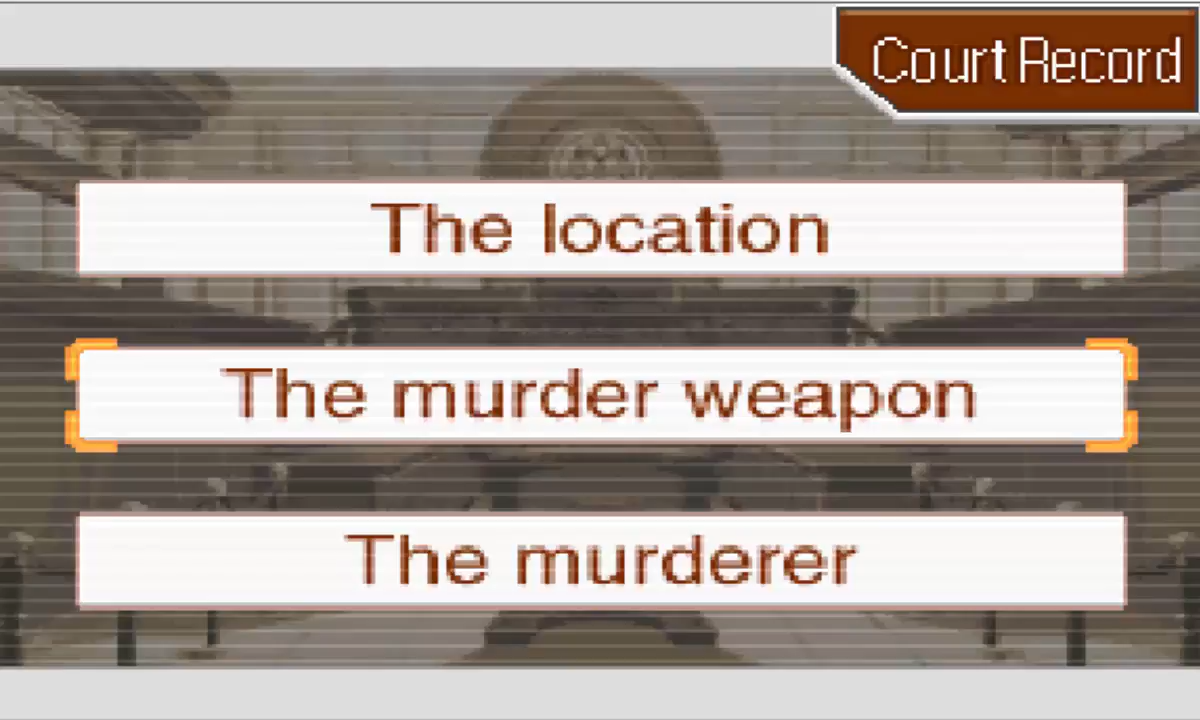 Court Record
The location
The murder weapon
The murderer